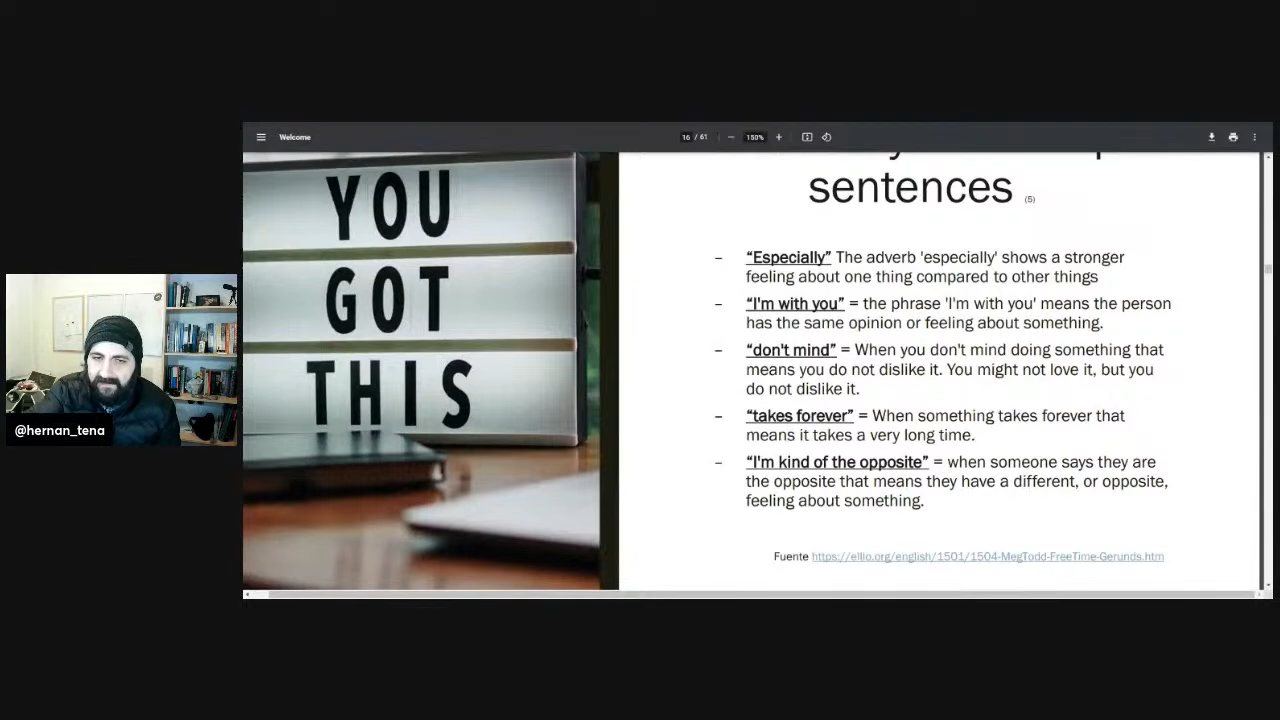 Welcome
16 / 61
150%
YOU
GOT
THIS
sentences (5)
– “Especially” The adverb 'especially' shows a stronger
feeling about one thing compared to other things
– “I'm with you” = the phrase 'I'm with you' means the person
has the same opinion or feeling about something.
– “don't mind” = When you don't mind doing something that
means you do not dislike it. You might not love it, but you
do not dislike it.
– “takes forever” = When something takes forever that
means it takes a very long time.
– “I'm kind of the opposite” = when someone says they are
the opposite that means they have a different, or opposite,
feeling about something.
Fuente https://elllo.org/english/1501/1504-MegTodd-FreeTime-Gerunds.htm
@hernan_tena